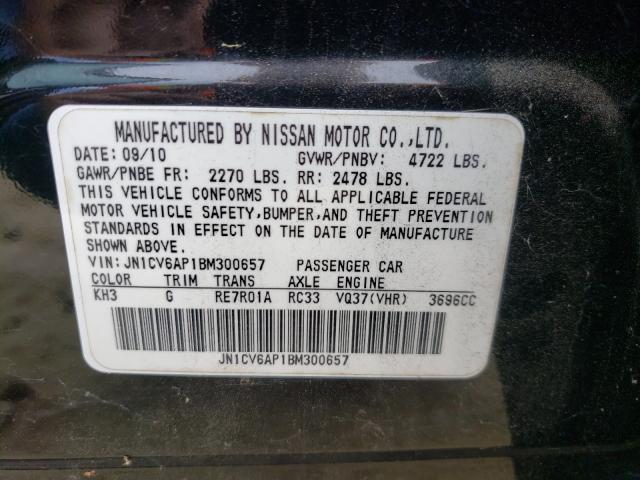 MANUFACTURED BY NISSAN MOTOR CO.,LTD.
DATE: 09/10 GVWR/PNBV: 4722 LBS.
GAWR/PNBE FR: 2270 LBS. RR: 2478 LBS.
THIS VEHICLE CONFORMS TO ALL APPLICABLE FEDERAL
MOTOR VEHICLE SAFETY,BUMPER,AND THEFT PREVENTION
STANDARDS IN EFFECT ON THE DATE OF MANUFACTURE
SHOWN ABOVE.
VIN: JN1CV6AP1BM300657 PASSENGER CAR
COLOR TRIM TRANS AXLE ENGINE
KH3 G RE7R01A RC33 VQ37(VHR) 3696CC
JN1CV6AP1BM300657